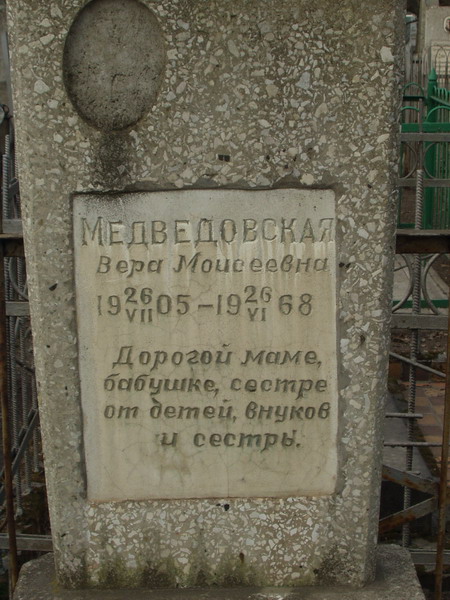 МЕДВЕДОВСКАЯ
Вера Моисеевна
19 26/VII 05 – 19 26/VI 68
Дорогой маме,
бабушке, сестре
от детей, внуков
и сестры.